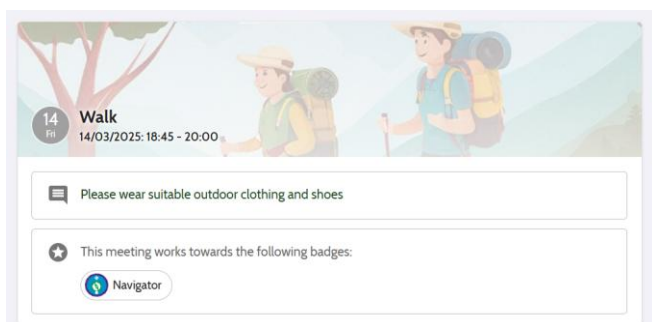 14
Fri
Walk
14/03/2025: 18:45 - 20:00
Please wear suitable outdoor clothing and shoes
This meeting works towards the following badges:
Navigator